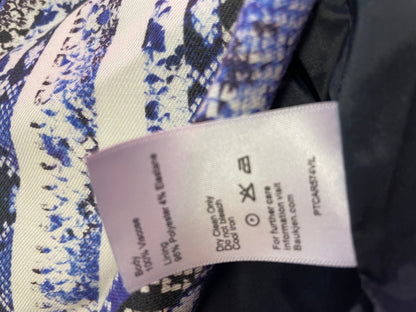 Body
100% Viscose
Lining
96% Polyester 4% Elastane
Dry Clean Only
Do not bleach
Cool iron
For further care
information visit
Baukjen.com
PTCAR574VIL